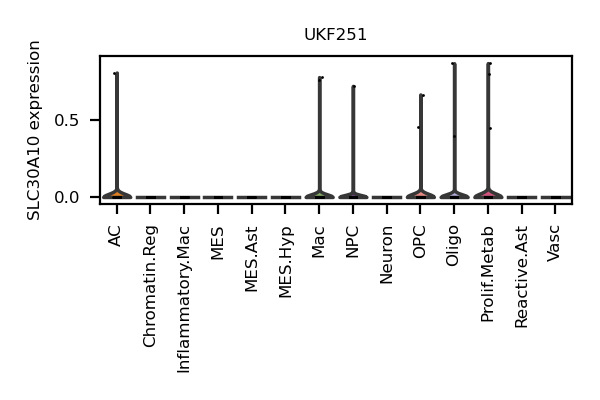 UKF251
SLC30A10 expression
0.5
0.0
AC
Chromatin.Reg
Inflammatory.Mac
MES
MES.Ast
MES.Hyp
Mac
NPC
Neuron
OPC
Oligo
Prolif.Metab
Reactive.Ast
Vasc